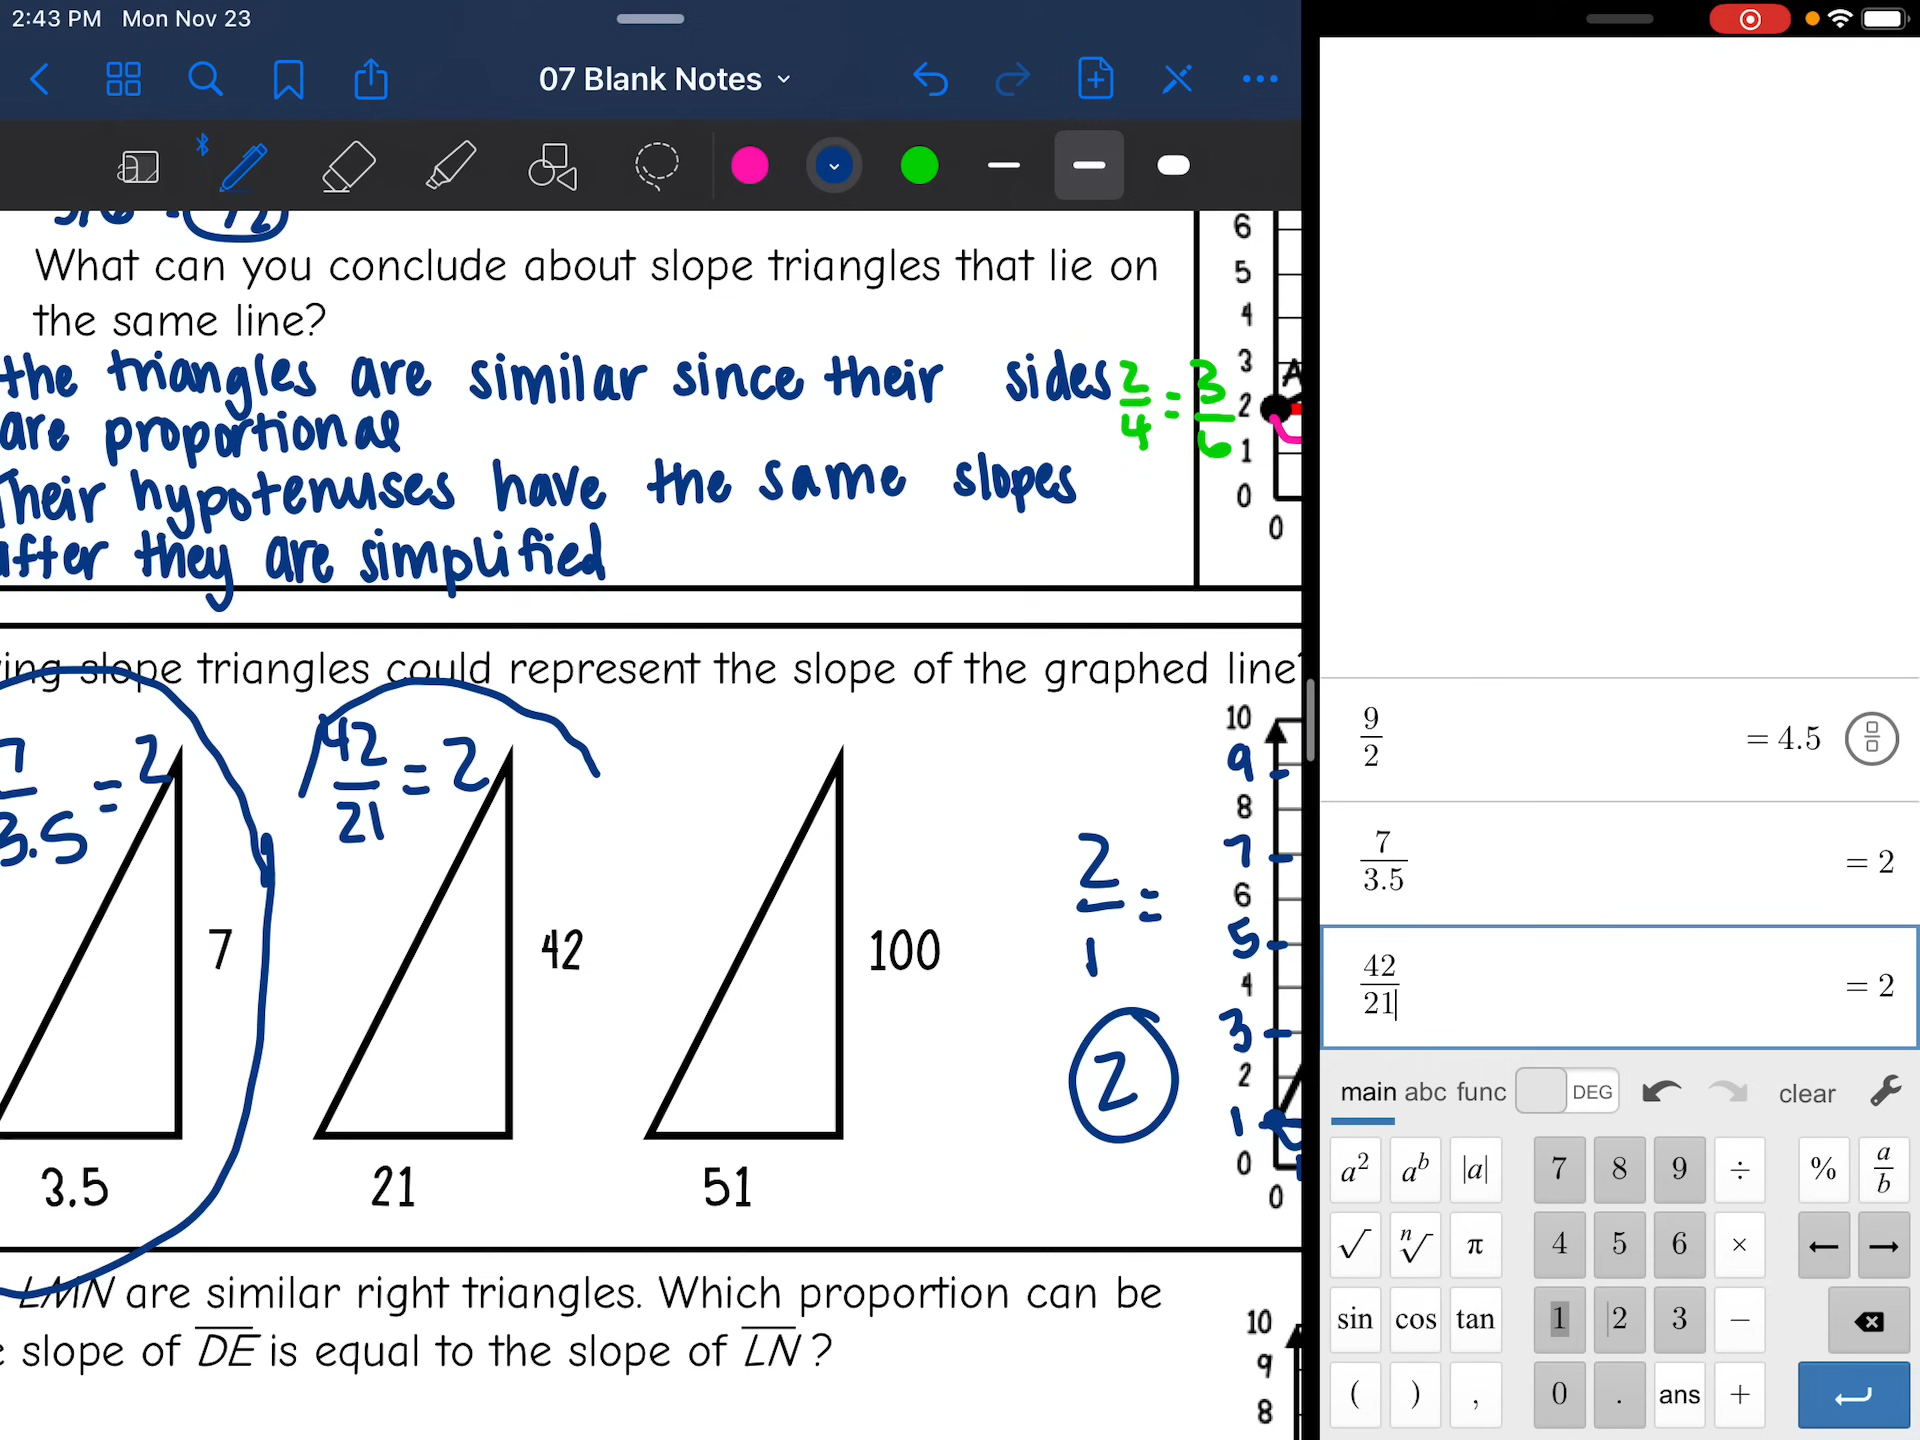 2:43 PM Mon Nov 23
07 Blank Notes
What can you conclude about slope triangles that lie on
the same line?
the triangles are similar since their sides
are proportional
Their hypotenuses have the same slopes
after they are simplified
2/4 = 3/6
6
5
4
3
2
1
0
0
A
ing slope triangles could represent the slope of the graphed line?
7/3.5 = 2
7
3.5
42/21 = 2
42
21
100
51
2/1 =
2
10
9
8
7
6
5
4
3
2
1
0
0
LMN are similar right triangles. Which proportion can be
slope of DE is equal to the slope of LN ?
10
9
8
9/2 = 4.5
7/3.5 = 2
42/21 = 2
main abc func DEG clear
a² aᵇ |a| 7 8 9 ÷ % a/b
√ ⁿ√ π 4 5 6 × ← →
sin cos tan 1 2 3 −
( ) , 0 . ans +